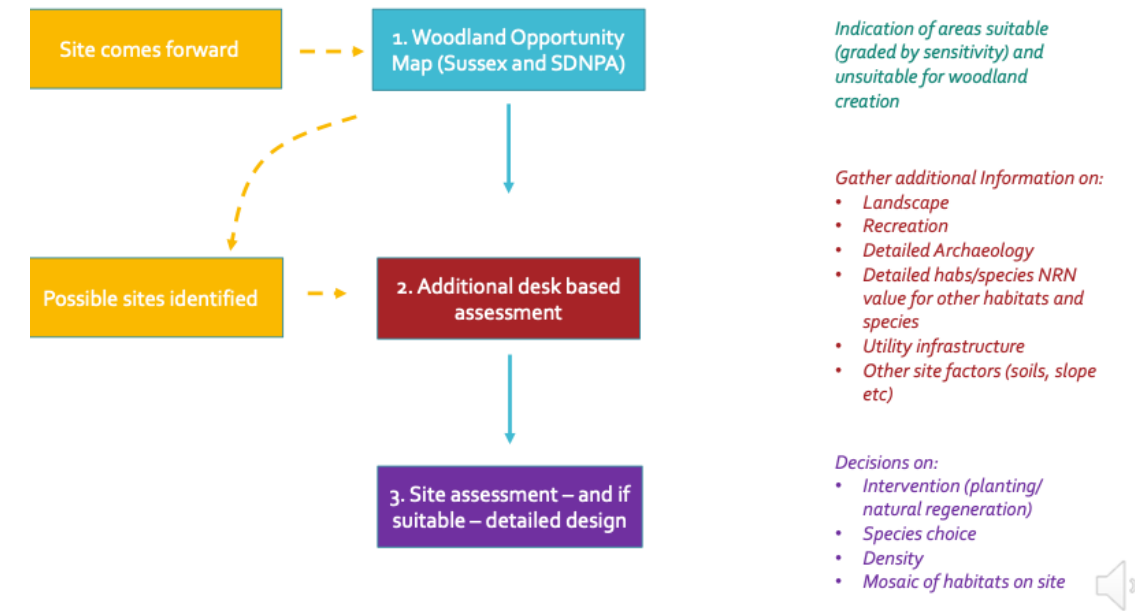 Site comes forward
1. Woodland Opportunity
Map (Sussex and SDNPA)
Indication of areas suitable
(graded by sensitivity) and
unsuitable for woodland
creation
Possible sites identified
2. Additional desk based
assessment
Gather additional Information on:
• Landscape
• Recreation
• Detailed Archaeology
• Detailed habs/species NRN
value for other habitats and
species
• Utility infrastructure
• Other site factors (soils, slope
etc)
3. Site assessment – and if
suitable – detailed design
Decisions on:
• Intervention (planting/
natural regeneration)
• Species choice
• Density
• Mosaic of habitats on site